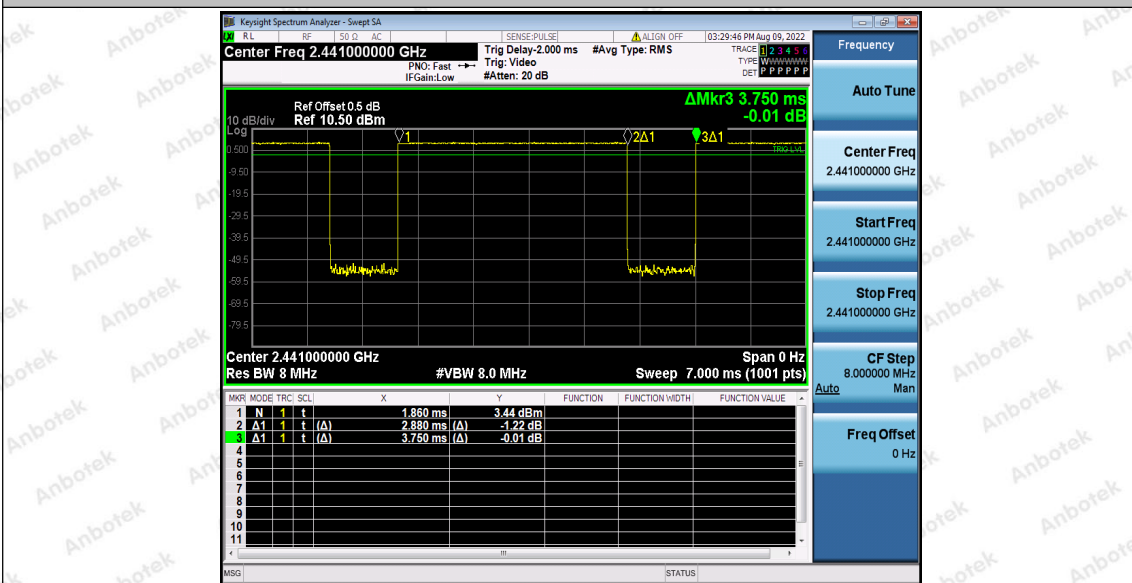 Keysight Spectrum Analyzer - Swept SA
LXI RL RF 50 Ω AC SENSE:PULSE ALIGN OFF 03:29:46 PM Aug 09, 2022
Center Freq 2.441000000 GHz
PNO: Fast
IFGain:Low
Trig Delay-2.000 ms
Trig: Video
#Atten: 20 dB
#Avg Type: RMS
TRACE 1 2 3 4 5 6
TYPE W W W W W W
DET P P P P P P
Frequency
Auto Tune
Center Freq
2.441000000 GHz
Start Freq
2.441000000 GHz
Stop Freq
2.441000000 GHz
CF Step
8.000000 MHz
Auto Man
Freq Offset
0 Hz
ΔMkr3 3.750 ms
-0.01 dB
Ref Offset 0.5 dB
10 dB/div Ref 10.50 dBm
Log
1 2Δ1 3Δ1
TRIG LVL
0.500
-9.50
-19.5
-29.5
-39.5
-49.5
-59.5
-69.5
-79.5
Center 2.441000000 GHz Span 0 Hz
Res BW 8 MHz #VBW 8.0 MHz Sweep 7.000 ms (1001 pts)
MKR MODE TRC SCL X Y FUNCTION FUNCTION WIDTH FUNCTION VALUE
1 N 1 t 1.860 ms 3.44 dBm
2 Δ1 1 t (Δ) 2.880 ms (Δ) -1.22 dB
3 Δ1 1 t (Δ) 3.750 ms (Δ) -0.01 dB
4
5
6
7
8
9
10
11
MSG STATUS
Anbotek